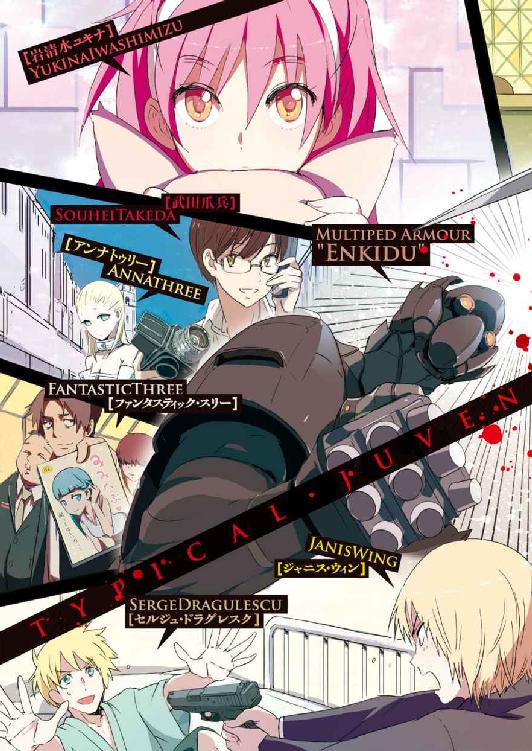 [岩清水ユキナ]
YUKINAIWASHIMIZU
[武田爪兵]
SOUHEITAKEDA
[アンナトゥリー]
ANNATHREE
MULTIPED ARMOUR
"ENKIDU"
FANTASTICTHREE
[ファンタスティック・スリー]
TYPICAL・JUVEN
JANISWING
[ジャニス・ウィン]
SERGEDRAGULESCU
[セルジュ・ドラグレスク]